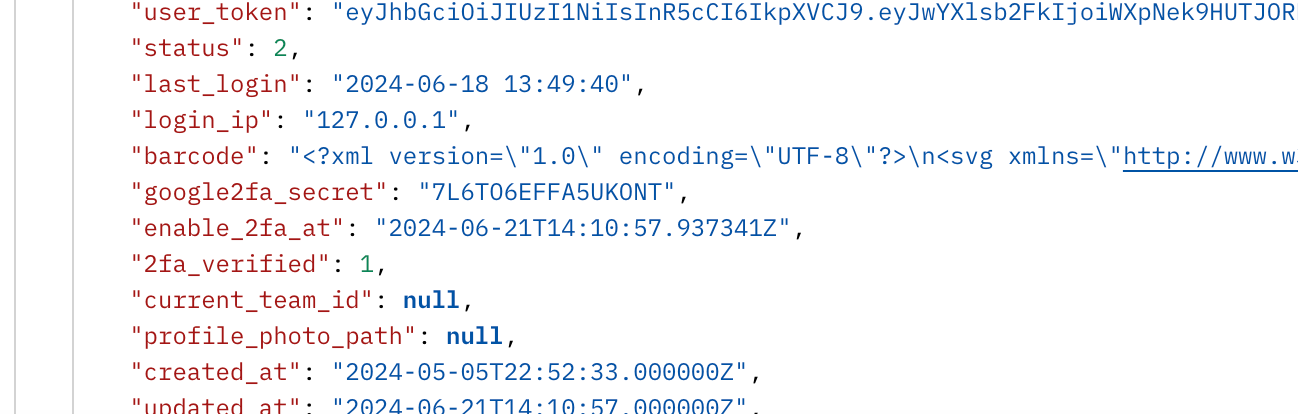 "user_token": "eyJhbGciOiJIUzI1NiIsInR5cCI6IkpXVCJ9.eyJwYXlsb2FkIjoiWXpNek9HUTJOR
"status": 2,
"last_login": "2024-06-18 13:49:40",
"login_ip": "127.0.0.1",
"barcode": "<?xml version=\"1.0\" encoding=\"UTF-8\"?>\n<svg xmlns=\"http://www.w
"google2fa_secret": "7L6TO6EFFA5UKONT",
"enable_2fa_at": "2024-06-21T14:10:57.937341Z",
"2fa_verified": 1,
"current_team_id": null,
"profile_photo_path": null,
"created_at": "2024-05-05T22:52:33.000000Z",
"updated_at": "2024-06-21T14:10:57.000000Z",